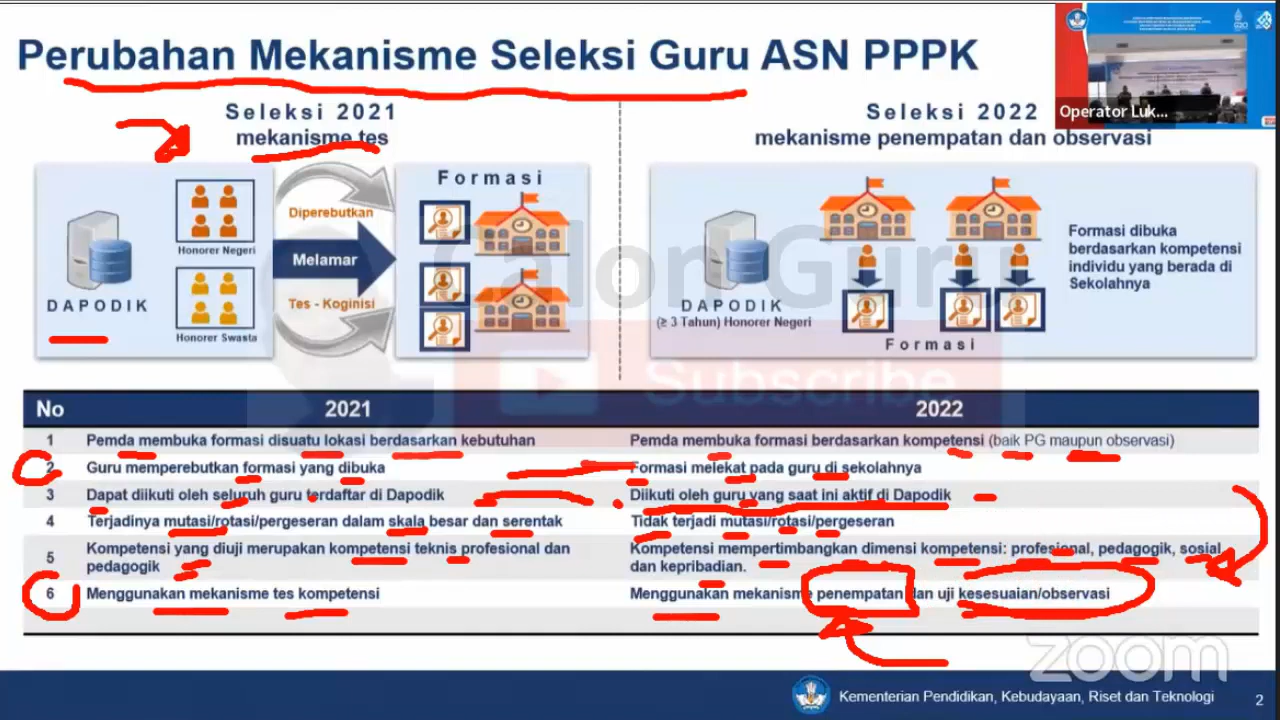 Perubahan Mekanisme Seleksi Guru ASN PPPK
Operator Luk...
Seleksi 2021
mekanisme tes
DAPODIK
Honorer Negeri
Honorer Swasta
Diperebutkan
Melamar
Tes - Koginisi
Formasi
Seleksi 2022
mekanisme penempatan dan observasi
DAPODIK
(≥ 3 Tahun) Honorer Negeri
Formasi
Formasi dibuka
berdasarkan kompetensi
individu yang berada di
Sekolahnya
Calon Guru
Subscribe
No 2021 2022
1 Pemda membuka formasi disuatu lokasi berdasarkan kebutuhan Pemda membuka formasi berdasarkan kompetensi (baik PG maupun observasi)
2 Guru memperebutkan formasi yang dibuka Formasi melekat pada guru di sekolahnya
3 Dapat diikuti oleh seluruh guru terdaftar di Dapodik Diikuti oleh guru yang saat ini aktif di Dapodik
4 Terjadinya mutasi/rotasi/pergeseran dalam skala besar dan serentak Tidak terjadi mutasi/rotasi/pergeseran
5 Kompetensi yang diuji merupakan kompetensi teknis profesional dan pedagogik Kompetensi mempertimbangkan dimensi kompetensi: profesional, pedagogik, sosial dan kepribadian.
6 Menggunakan mekanisme tes kompetensi Menggunakan mekanisme penempatan dan uji kesesuaian/observasi
zoom
Kementerian Pendidikan, Kebudayaan, Riset dan Teknologi
2